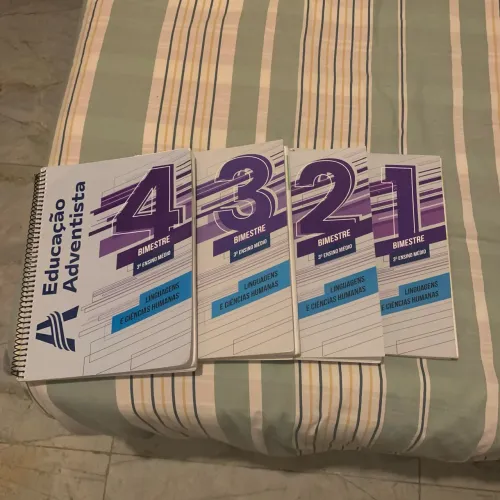 Educação
Adventista
4
BIMESTRE
3º ENSINO MÉDIO
LINGUAGENS
E CIÊNCIAS HUMANAS
3
BIMESTRE
3º ENSINO MÉDIO
LINGUAGENS
E CIÊNCIAS HUMANAS
2
BIMESTRE
3º ENSINO MÉDIO
LINGUAGENS
E CIÊNCIAS HUMANAS
1
BIMESTRE
3º ENSINO MÉDIO
LINGUAGENS
E CIÊNCIAS HUMANAS